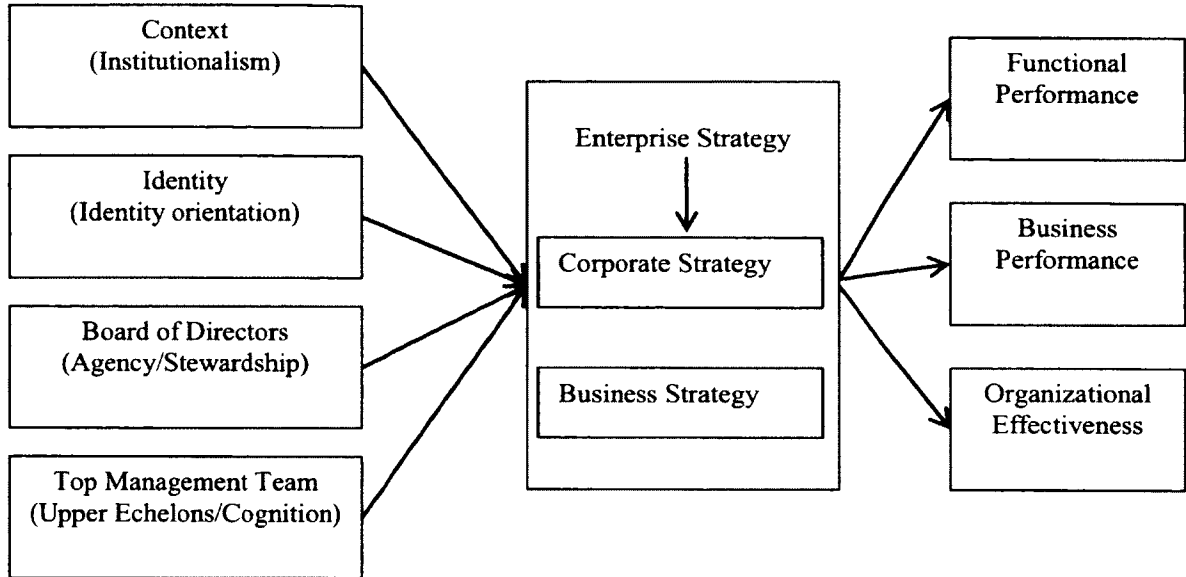 Context
(Institutionalism)
Identity
(Identity orientation)
Board of Directors
(Agency/Stewardship)
Top Management Team
(Upper Echelons/Cognition)
Enterprise Strategy
Corporate Strategy
Business Strategy
Functional
Performance
Business
Performance
Organizational
Effectiveness